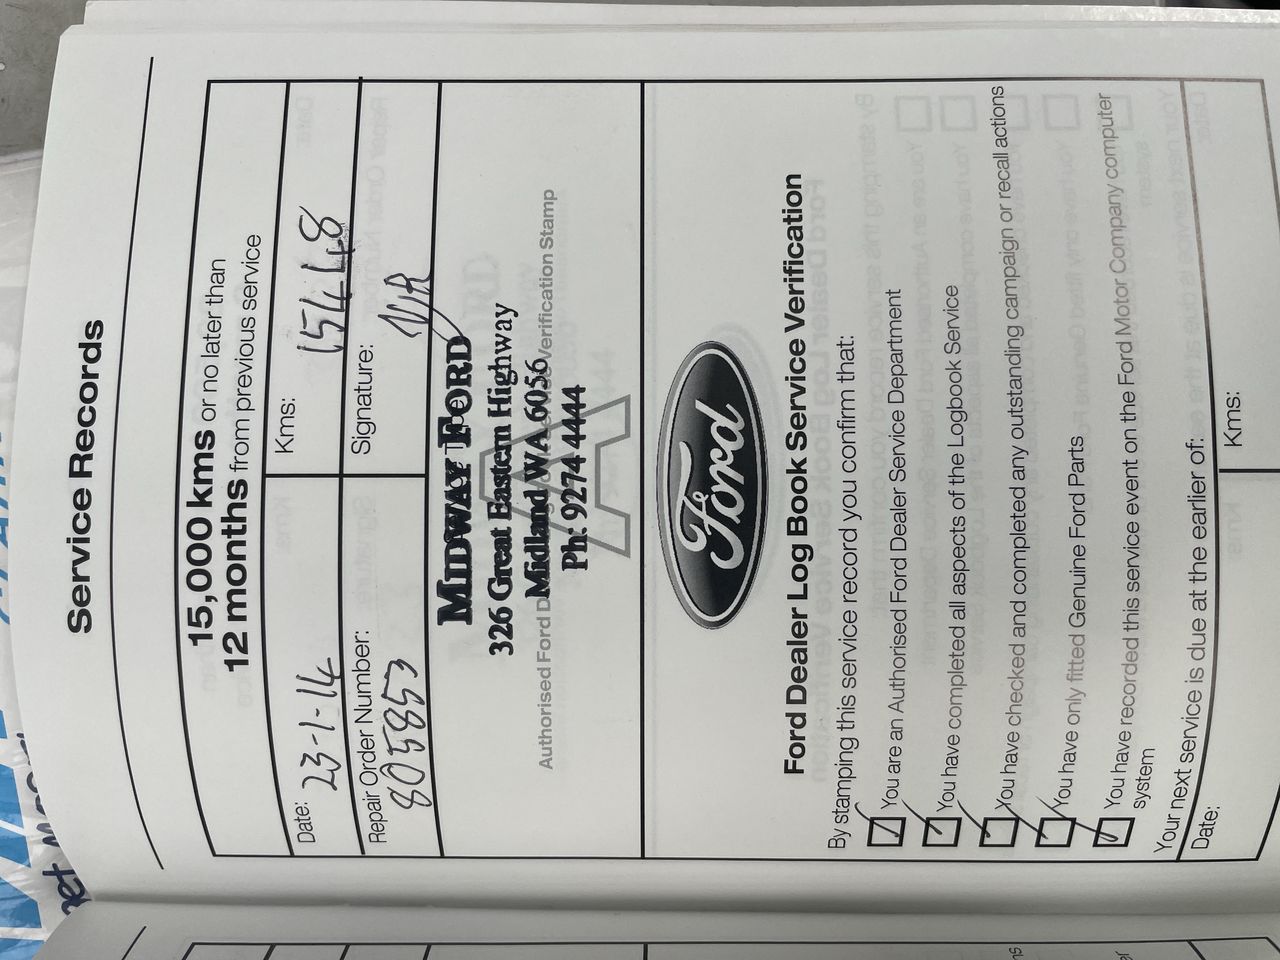 Service Records
15,000 kms or no later than
12 months from previous service
Date: 23-1-14
Kms: 15448
Repair Order Number: 805853
Signature:
MIDWAY FORD
326 Great Eastern Highway
Midland WA 6056
Authorised Ford Dealer Service Verification Stamp
Ph: 9274 4444
Ford
Ford Dealer Log Book Service Verification
By stamping this service record you confirm that:
You are an Authorised Ford Dealer Service Department
You have completed all aspects of the Logbook Service
You have checked and completed any outstanding campaign or recall actions
You have only fitted Genuine Ford Parts
You have recorded this service event on the Ford Motor Company computer
system
Your next service is due at the earlier of:
Date:
Kms: